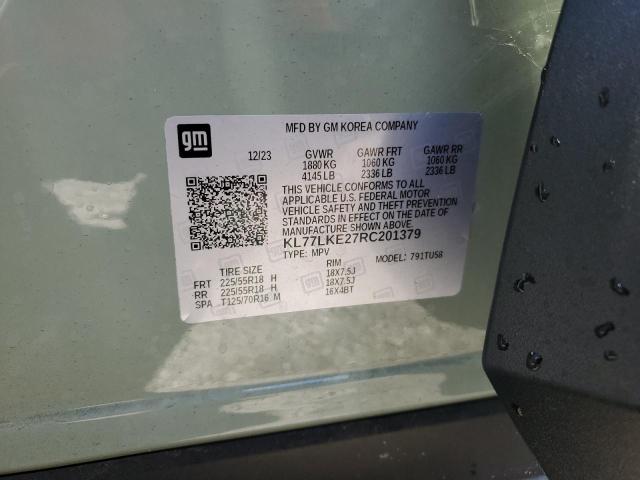 gm
MFD BY GM KOREA COMPANY
12/23 GVWR GAWR FRT GAWR RR
1880 KG 1060 KG 1060 KG
4145 LB 2336 LB 2336 LB
THIS VEHICLE CONFORMS TO ALL
APPLICABLE U.S. FEDERAL MOTOR
VEHICLE SAFETY AND THEFT PREVENTION
STANDARDS IN EFFECT ON THE DATE OF
MANUFACTURE SHOWN ABOVE.
KL77LKE27RC201379
TYPE: MPV MODEL: 791TU58
TIRE SIZE RIM
FRT 225/55R18 H 18X7.5J
RR 225/55R18 H 18X7.5J
SPA T125/70R16 M 16X4BT